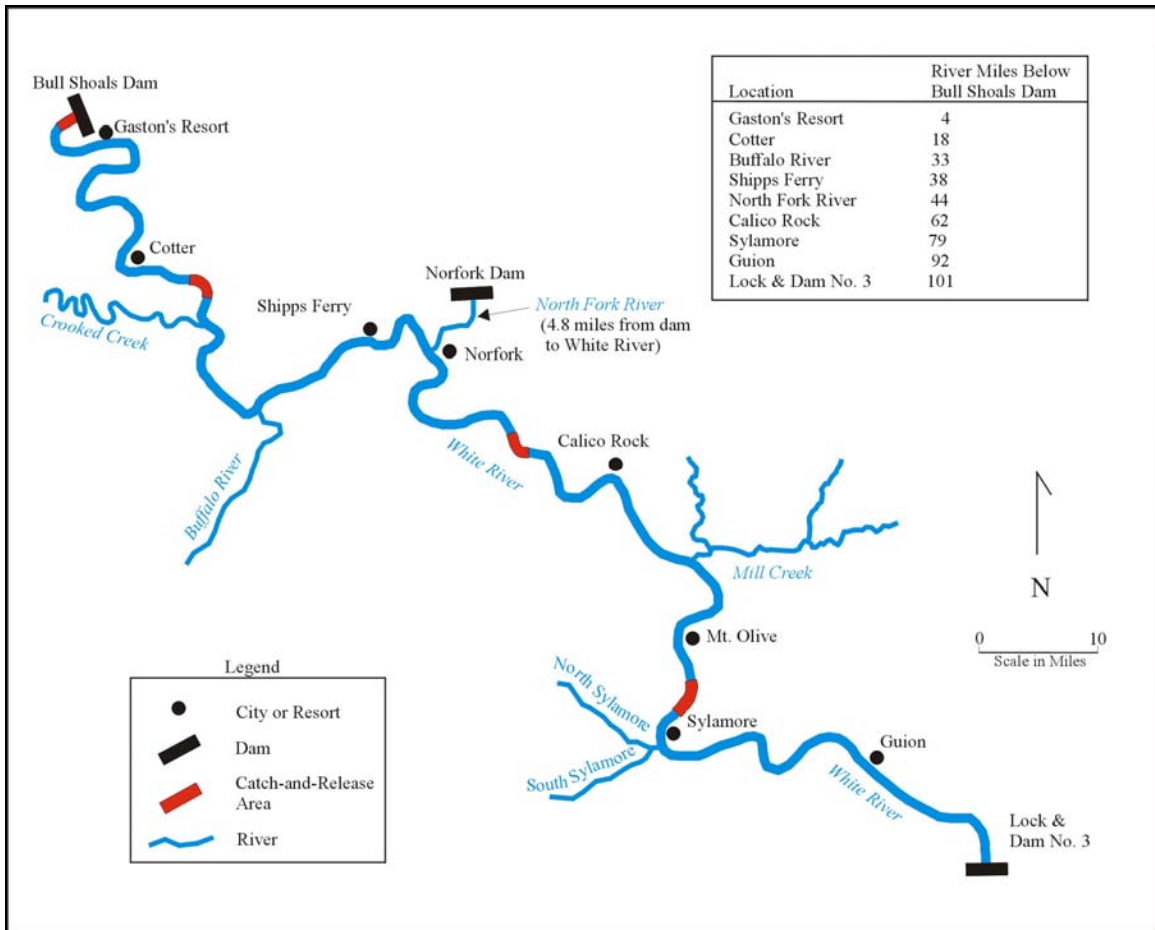 Bull Shoals Dam
Gaston's Resort
Cotter
Crooked Creek
Shipps Ferry
Norfork Dam
North Fork River
(4.8 miles from dam
to White River)
Norfork
Buffalo River
White River
Calico Rock
Mill Creek
Mt. Olive
North Sylamore
Sylamore
South Sylamore
Guion
White River
Lock &
Dam No. 3
River Miles Below
Location Bull Shoals Dam
Gaston's Resort 4
Cotter 18
Buffalo River 33
Shipps Ferry 38
North Fork River 44
Calico Rock 62
Sylamore 79
Guion 92
Lock & Dam No. 3 101
N
0 10
Scale in Miles
Legend
City or Resort
Dam
Catch-and-Release
Area
River